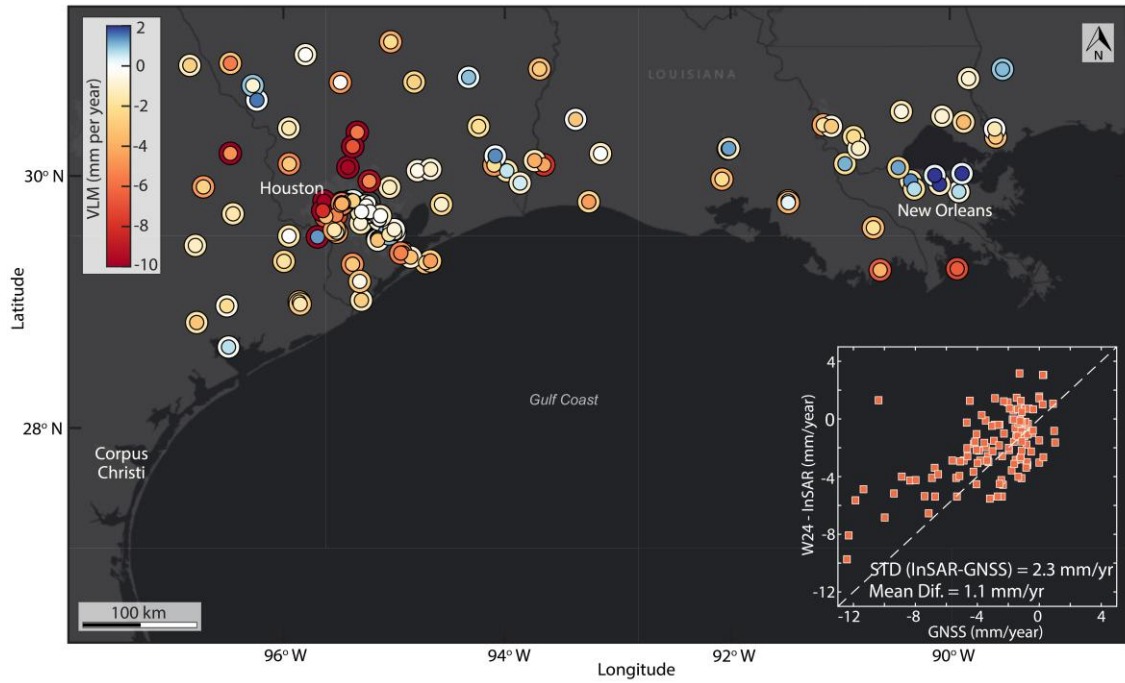 VLM (mm per year)
2
0
-2
-4
-6
-8
-10
N
LOUISIANA
Houston
New Orleans
Gulf Coast
Corpus
Christi
100 km
Latitude
30° N
28° N
96° W
94° W
92° W
90° W
Longitude
W24 - InSAR (mm/year)
4
0
-4
-8
-12
STD (InSAR-GNSS) = 2.3 mm/yr
Mean Dif. = 1.1 mm/yr
-12
-8
-4
0
4
GNSS (mm/year)